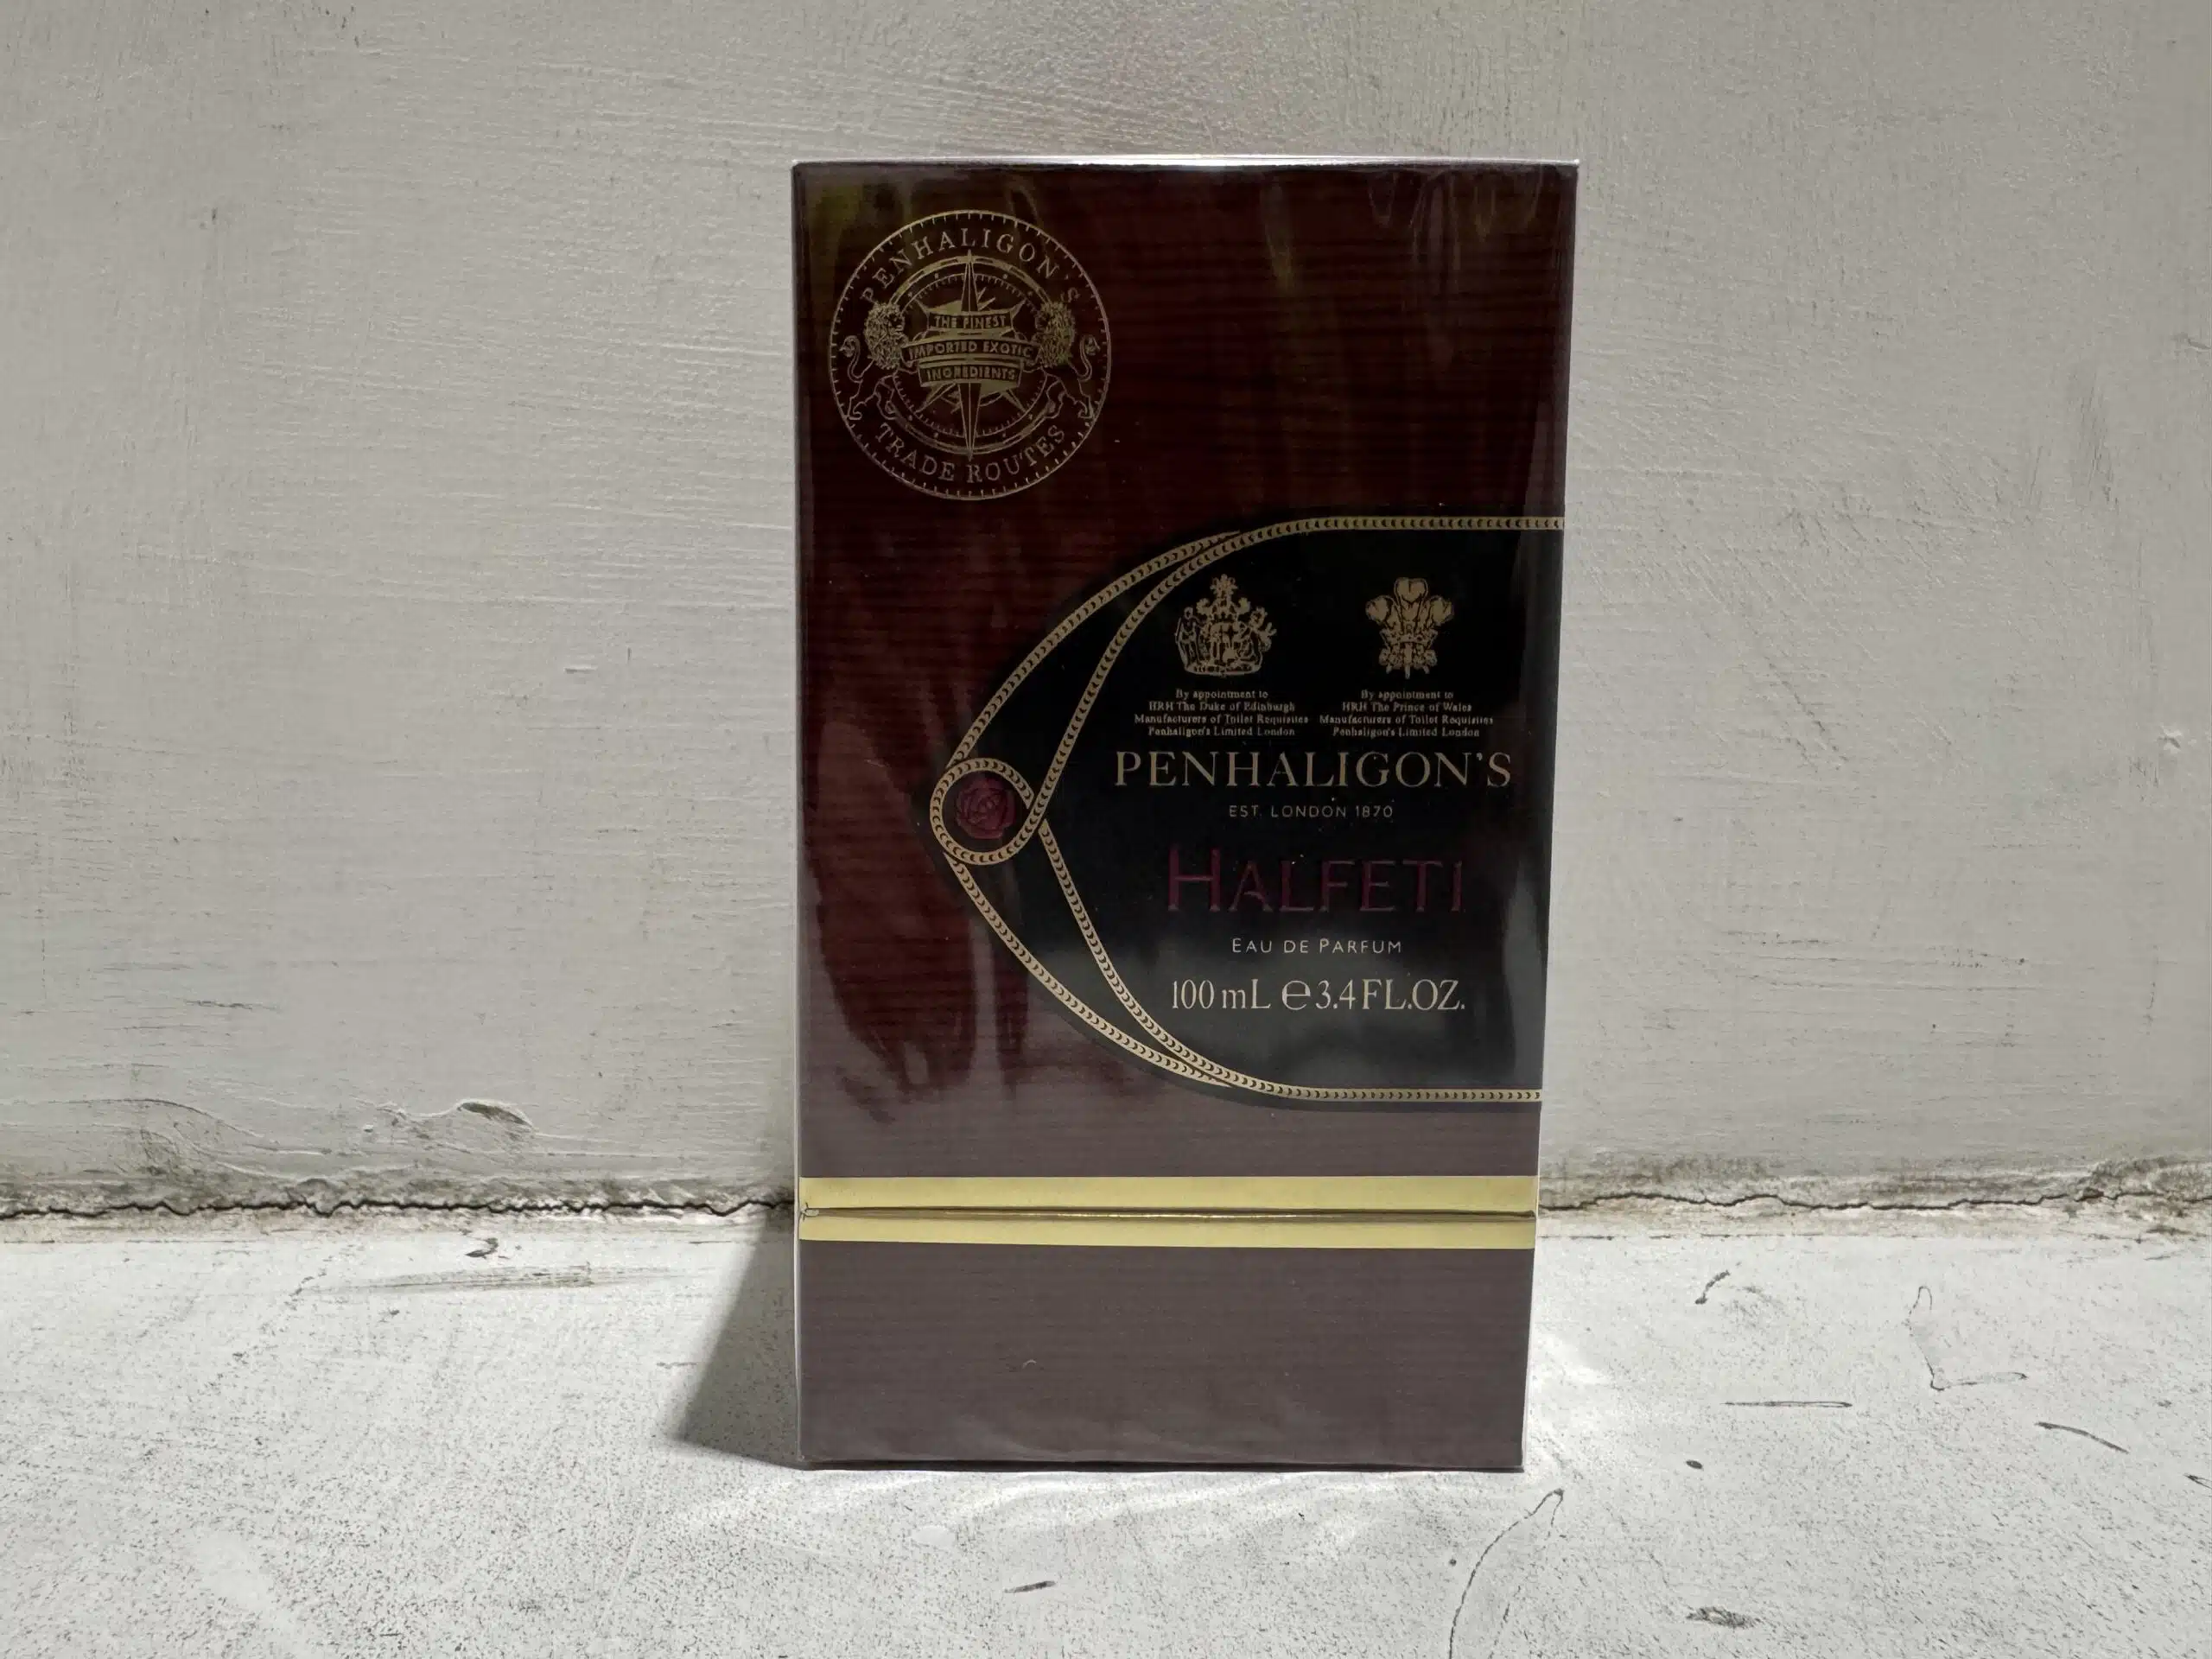 PENHALIGON'S
THE FINEST
IMPORTED EXOTIC
INGREDIENTS
TRADE ROUTES
By appointment to
HRH The Duke of Edinburgh
Manufacturers of Toilet Requisites
Penhaligon's Limited London
By appointment to
HRH The Prince of Wales
Manufacturers of Toilet Requisites
Penhaligon's Limited London
PENHALIGON'S
EST. LONDON 1870
HALFETI
EAU DE PARFUM
100 mL ℮ 3.4 FL.OZ.